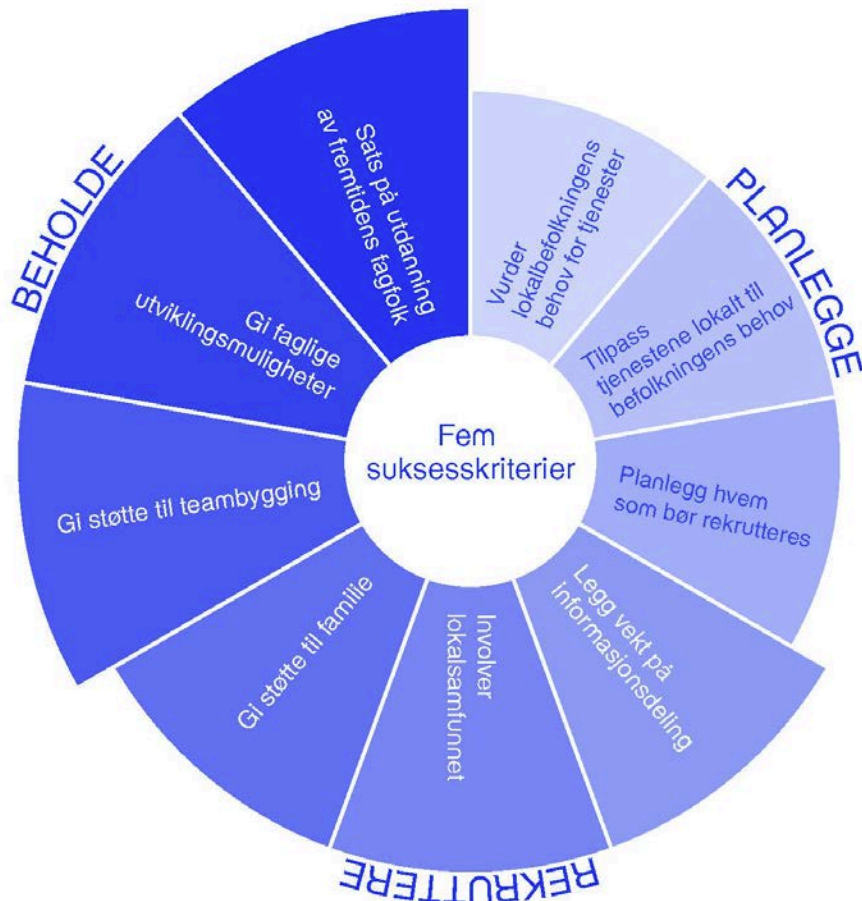 Fem
suksesskriterier
PLANLEGGE
Vurder
lokalbefolkningens
behov for tjenester
Tilpass
tjenestene lokalt til
befolkningens behov
Planlegg hvem
som bør rekrutteres
REKRUTTERE
Legg vekt på
informasjonsdeling
Involver
lokalsamfunnet
Gi støtte til familie
BEHOLDE
Gi støtte til teambygging
Gi faglige
utviklingsmuligheter
Sats på utdanning
av fremtidens fagfolk